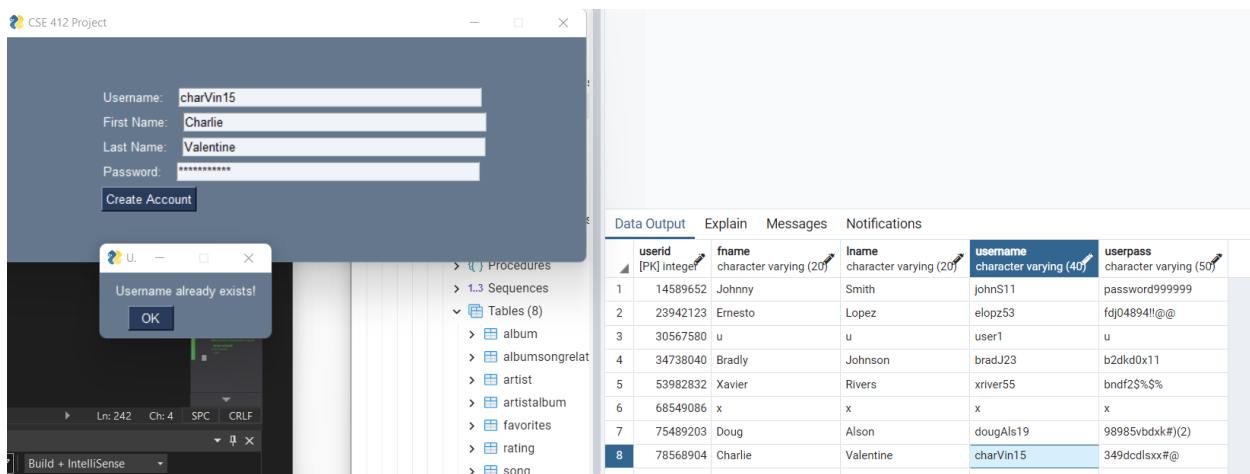 CSE 412 Project
Username: charVin15
First Name: Charlie
Last Name: Valentine
Password: ***********
Create Account
U.
Username already exists!
OK
Procedures
1..3 Sequences
Tables (8)
album
albumsongrelat
artist
artistalbum
favorites
rating
song
Ln: 242 Ch: 4 SPC CRLF
Build + IntelliSense
Data Output Explain Messages Notifications
userid fname lname username userpass
[PK] integer character varying (20) character varying (20) character varying (40) character varying (50)
1 14589652 Johnny Smith johnS11 password999999
2 23942123 Ernesto Lopez elopz53 fdj04894!!@@
3 30567580 u u user1 u
4 34738040 Bradly Johnson bradJ23 b2dkd0x11
5 53982832 Xavier Rivers xriver55 bndf2$%$%
6 68549086 x x x x
7 75489203 Doug Alson dougAls19 98985vbdxk#)(2)
8 78568904 Charlie Valentine charVin15 349dcdlsxx#@